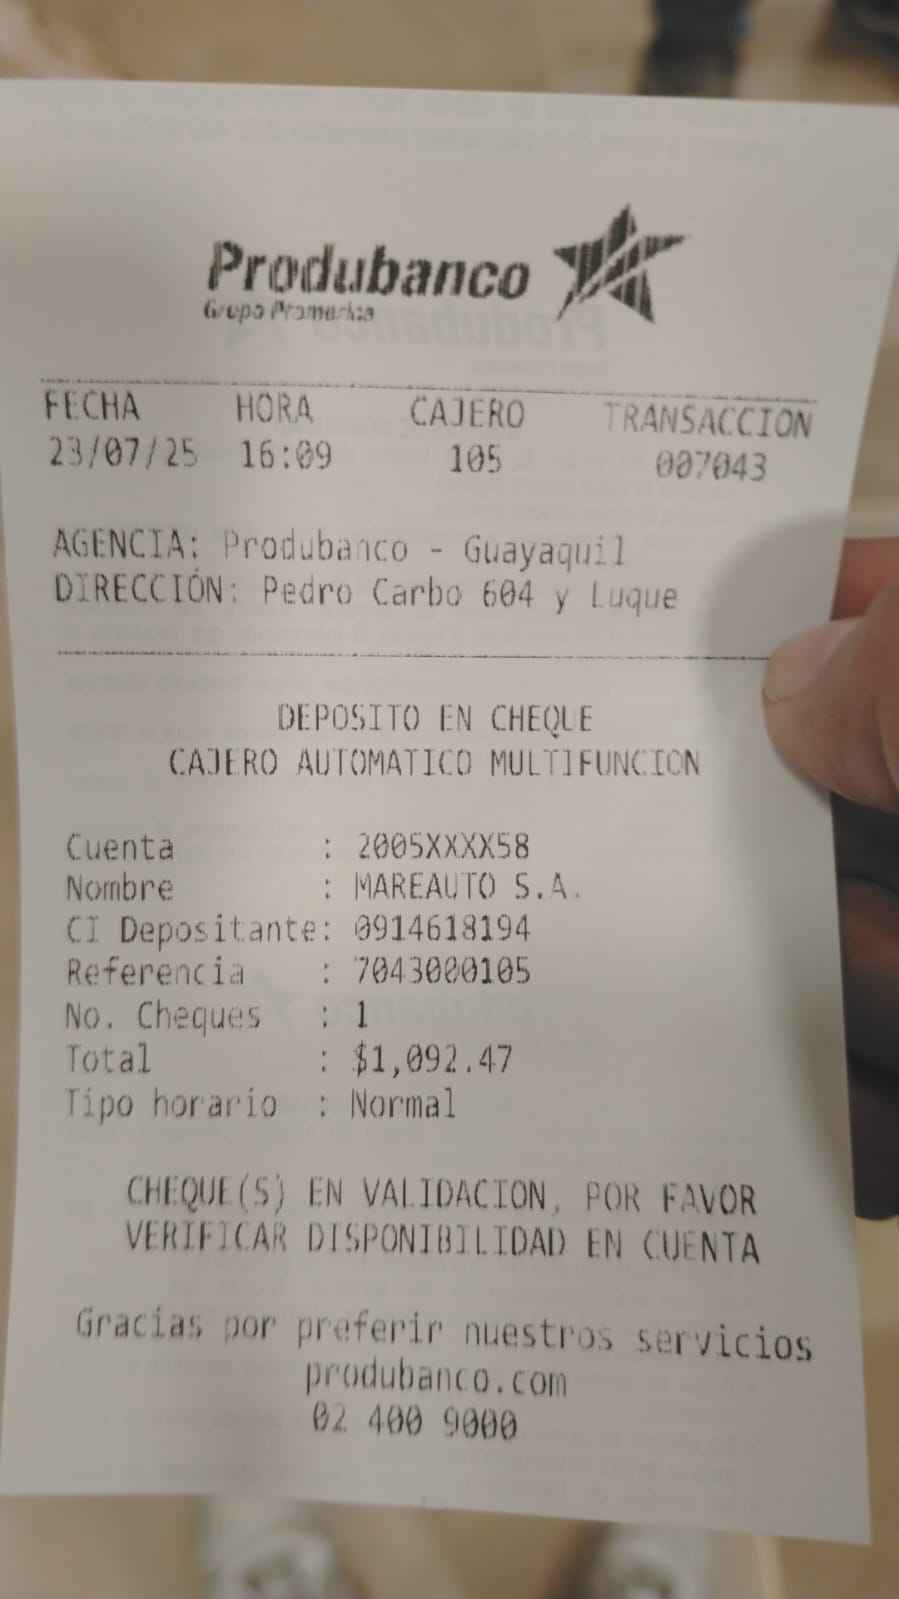 Produbanco
Grupo Promerica
FECHA HORA CAJERO TRANSACCION
23/07/25 16:09 105 007043
AGENCIA: Produbanco - Guayaquil
DIRECCIÓN: Pedro Carbo 604 y Luque
DEPOSITO EN CHEQUE
CAJERO AUTOMATICO MULTIFUNCION
Cuenta : 2005XXXX58
Nombre : MAREAUTO S.A.
CI Depositante: 0914618194
Referencia : 7043000105
No. Cheques : 1
Total : $1,092.47
Tipo horario : Normal
CHEQUE(S) EN VALIDACION, POR FAVOR
VERIFICAR DISPONIBILIDAD EN CUENTA
Gracias por preferir nuestros servicios
produbanco.com
02 400 9000